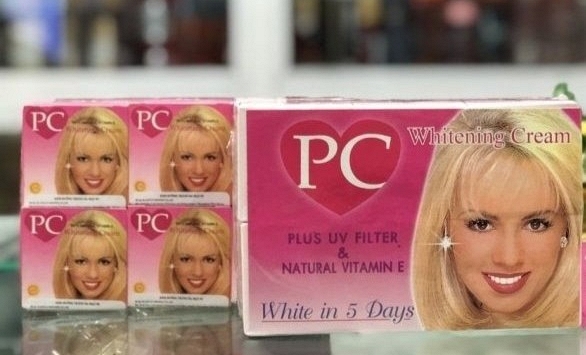 PC
PC
PC
PC
PC
Whitening Cream
PLUS UV FILTER
&
NATURAL VITAMIN E
White in 5 Days